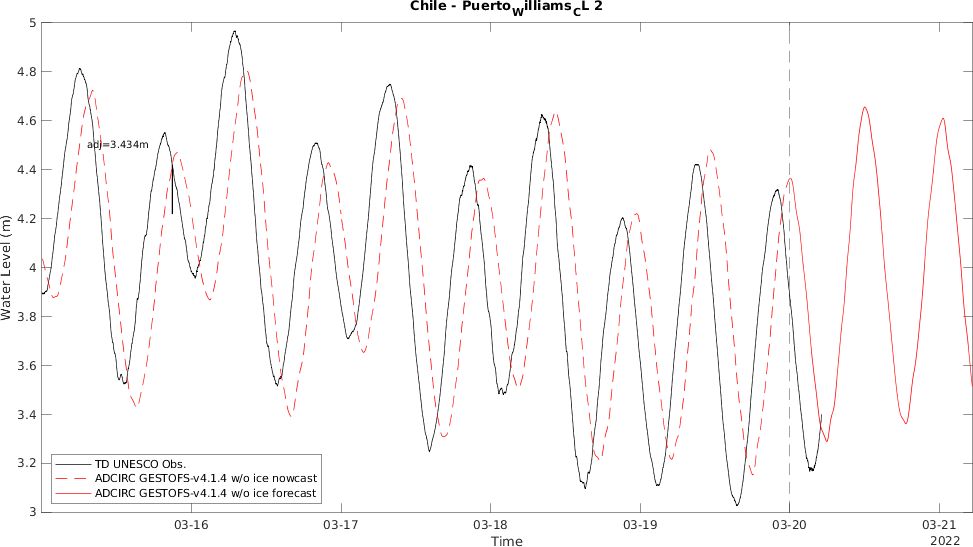 Chile - PuertoWilliamsCL 2
5
4.8
4.6
4.4
4.2
4
3.8
3.6
3.4
3.2
3
Water Level (m)
adj=3.434m
TD UNESCO Obs.
ADCIRC GESTOFS-v4.1.4 w/o ice nowcast
ADCIRC GESTOFS-v4.1.4 w/o ice forecast
03-16
03-17
03-18
03-19
03-20
03-21
Time
2022